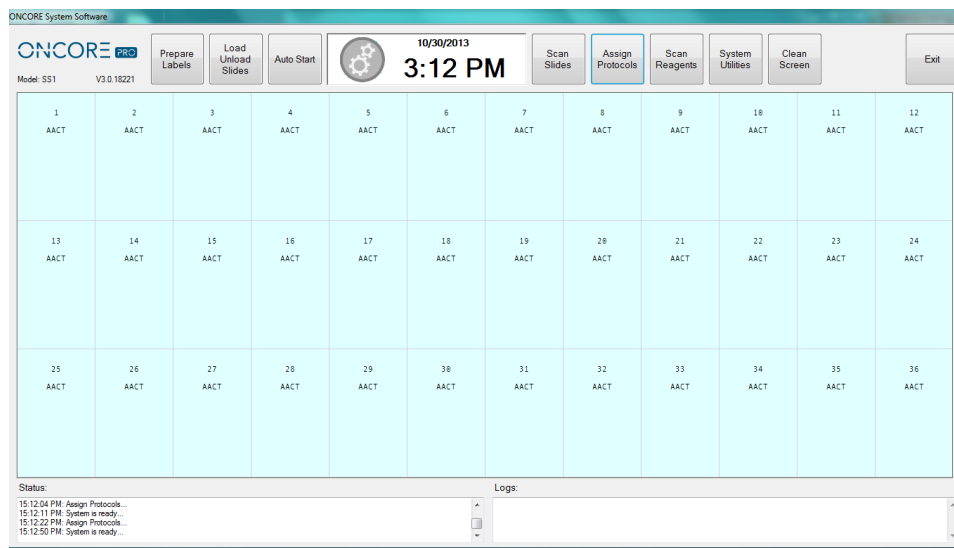 ONCORE System Software
ONCORE PRO
Model: SS1 V3.0.18221
Prepare
Labels
Load
Unload
Slides
Auto Start
10/30/2013
3:12 PM
Scan
Slides
Assign
Protocols
Scan
Reagents
System
Utilities
Clean
Screen
Exit
1 2 3 4 5 6 7 8 9 10 11 12
AACT AACT AACT AACT AACT AACT AACT AACT AACT AACT AACT AACT
13 14 15 16 17 18 19 20 21 22 23 24
AACT AACT AACT AACT AACT AACT AACT AACT AACT AACT AACT AACT
25 26 27 28 29 30 31 32 33 34 35 36
AACT AACT AACT AACT AACT AACT AACT AACT AACT AACT AACT AACT
Status: Logs:
15:12:04 PM: Assign Protocols...
15:12:11 PM: System is ready...
15:12:22 PM: Assign Protocols...
15:12:50 PM: System is ready...